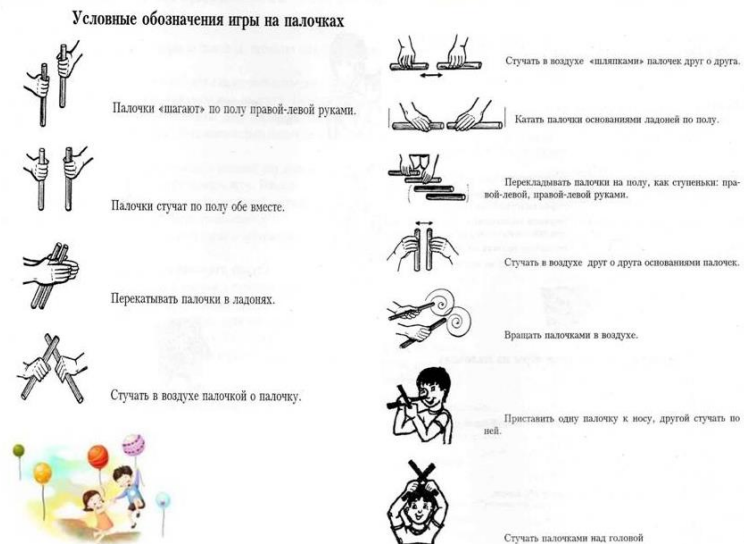 Условные обозначения игры на палочках
Палочки «шагают» по полу правой-левой руками.
Палочки стучат по полу обе вместе.
Перекатывать палочки в ладонях.
Стучать в воздухе палочкой о палочку.
Стучать в воздухе «шляпками» палочек друг о друга.
Катать палочки основаниями ладоней по полу.
Перекладывать палочки на полу, как ступеньки: пра-
вой-левой, правой-левой руками.
Стучать в воздухе друг о друга основаниями палочек.
Вращать палочками в воздухе.
Приставить одну палочку к носу, другой стучать по
ней.
Стучать палочками над головой